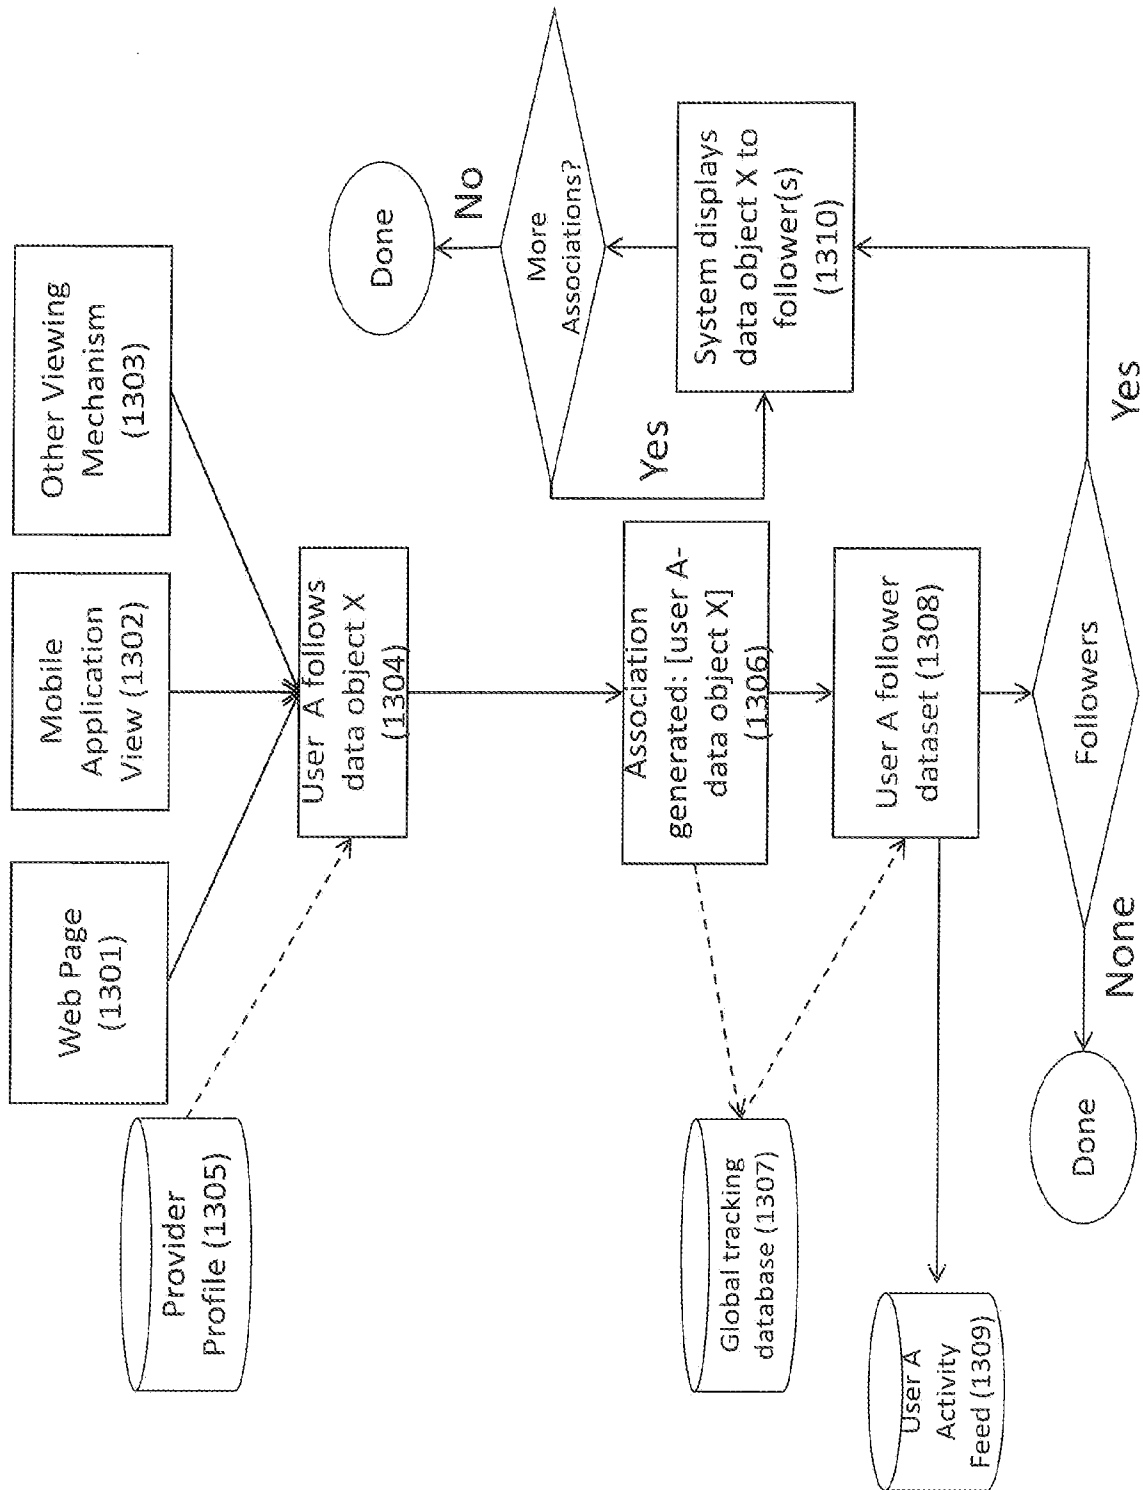 Web Page
(1301)
Mobile
Application
View (1302)
Other Viewing
Mechanism
(1303)
Provider
Profile (1305)
User A follows
data object X
(1304)
Done
No
More
Associations?
Yes
System displays
data object X to
follower(s)
(1310)
Association
generated: [user A-
data object X]
(1306)
Global tracking
database (1307)
User A follower
dataset (1308)
User A
Activity
Feed (1309)
Followers
None
Yes
Done